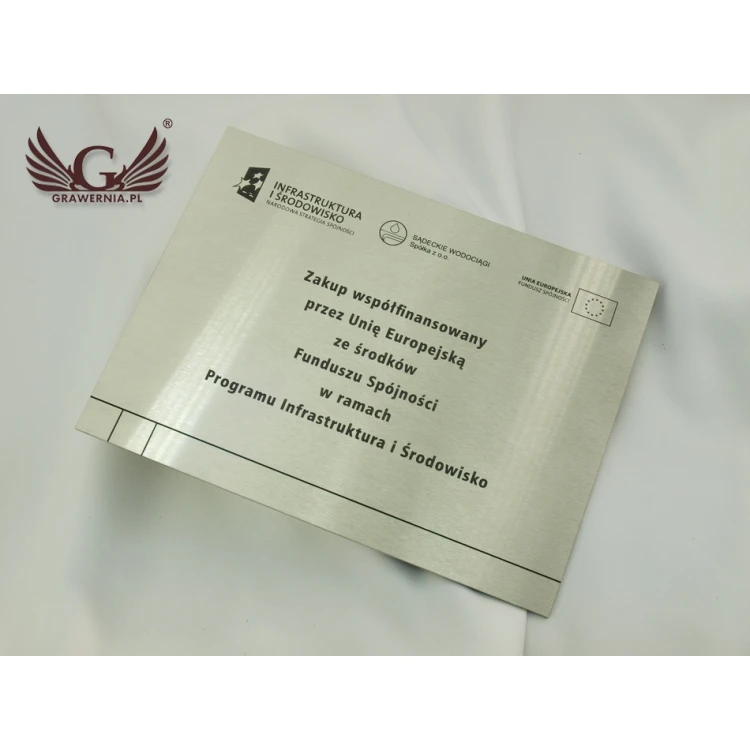 G ®
GRAWERNIA.PL
INFRASTRUKTURA
I ŚRODOWISKO
NARODOWA STRATEGIA SPÓJNOŚCI
SĄDECKIE WODOCIĄGI
Spółka z o.o.
UNIA EUROPEJSKA
FUNDUSZ SPÓJNOŚCI
Zakup współfinansowany
przez Unię Europejską
ze środków
Funduszu Spójności
w ramach
Programu Infrastruktura i Środowisko